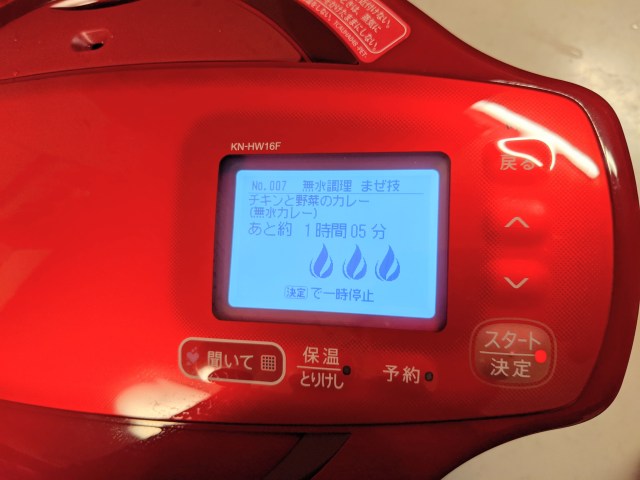 KN-HW16F
No.007 無水調理 まぜ技
チキンと野菜のカレー
(無水カレー)
あと約 1時間05分
決定で一時停止
戻る
スタート
決定
聞いて
保温
とりけし
予約